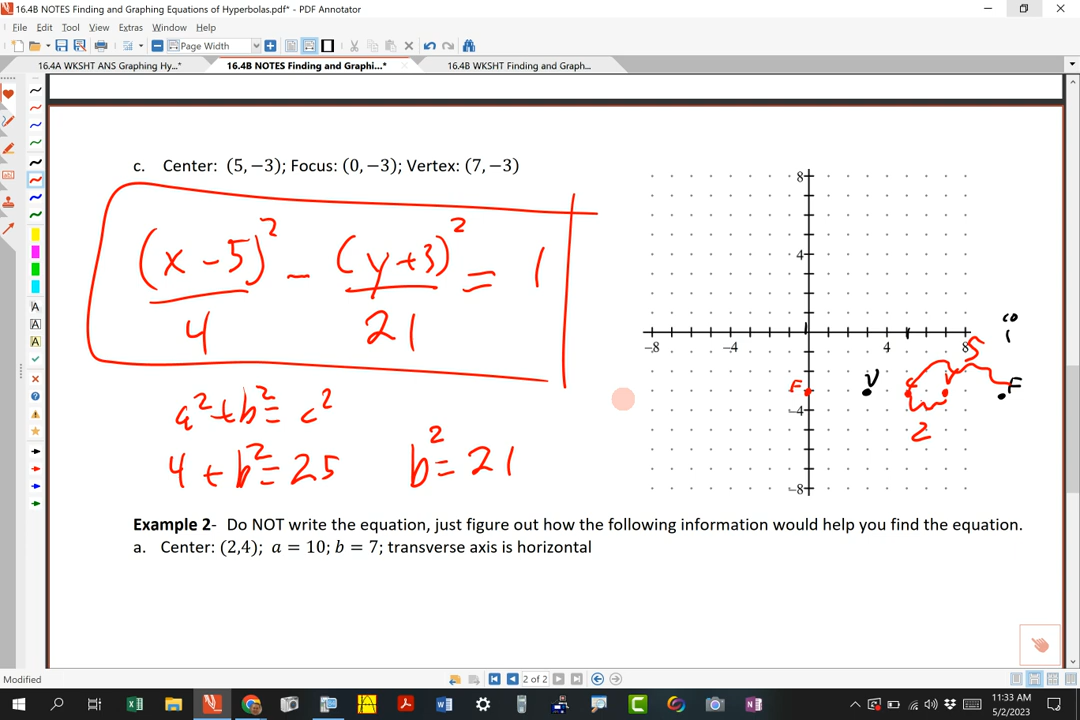 16.4B NOTES Finding and Graphing Equations of Hyperbolas.pdf* - PDF Annotator
File Edit Tool View Extras Window Help
Page Width
16.4A WKSHT ANS Graphing Hy...* 16.4B NOTES Finding and Graphi...* 16.4B WKSHT Finding and Graph...
c. Center: (5, −3); Focus: (0, −3); Vertex: (7, −3)
(x − 5)² / 4 − (y + 3)² / 21 = 1
a² + b² = c²
4 + b² = 25 b² = 21
8
4
−8 −4 4 8
−4
−8
10
1
5
F V c v F
2
Example 2- Do NOT write the equation, just figure out how the following information would help you find the equation.
a. Center: (2,4); a = 10; b = 7; transverse axis is horizontal
Modified
2 of 2
11:33 AM
5/2/2023